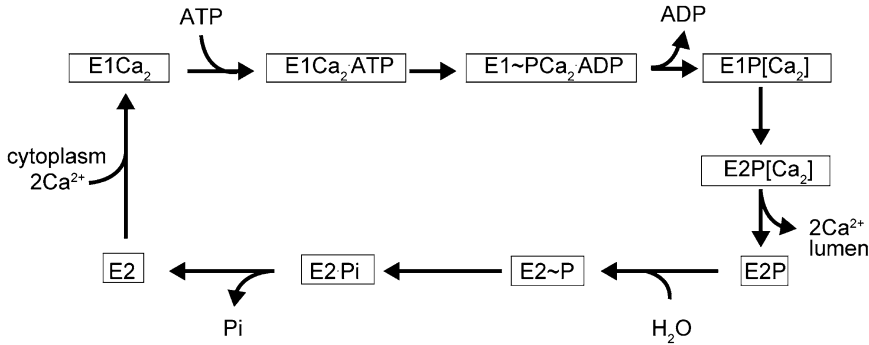 ATP
ADP
E1Ca₂
E1Ca₂·ATP
E1~PCa₂·ADP
E1P[Ca₂]
cytoplasm
2Ca²⁺
E2P[Ca₂]
2Ca²⁺
lumen
E2
E2·Pi
E2~P
E2P
Pi
H₂O